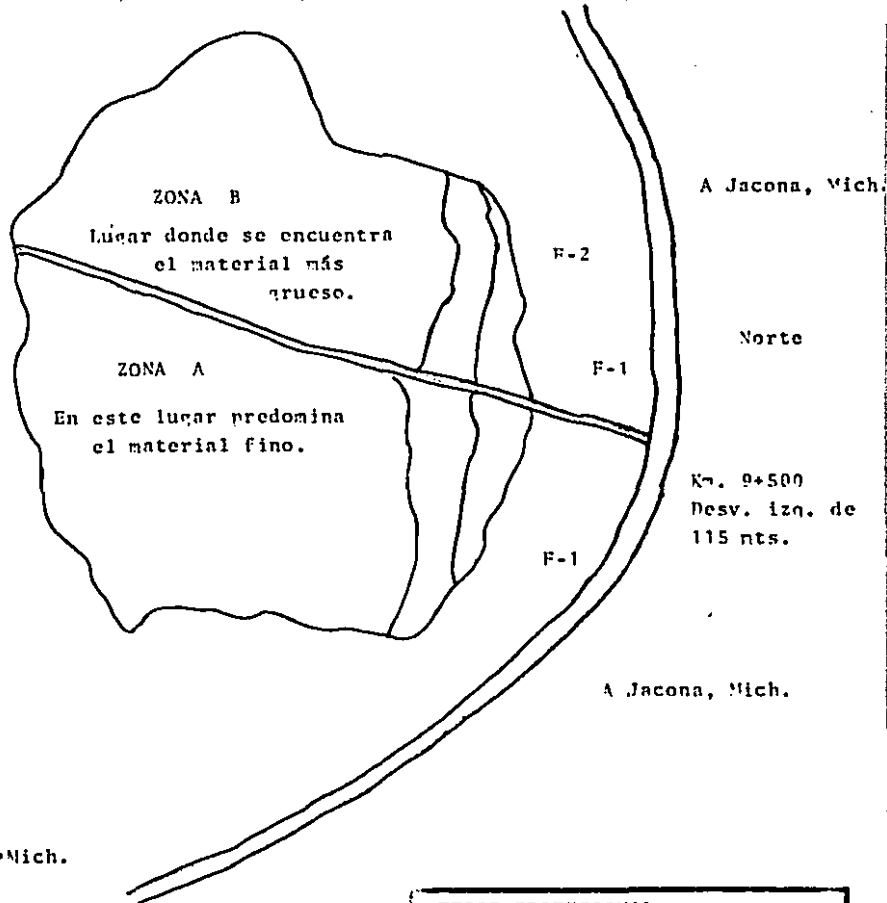 A Jacona, Mich.
ZONA B
Lugar donde se encuentra
el material más
grueso.
F-2
Norte
F-1
ZONA A
En este lugar predomina
el material fino.
Km. 9+500
Desv. izq. de
115 mts.
F-1
A Jacona, Mich.
Mich.